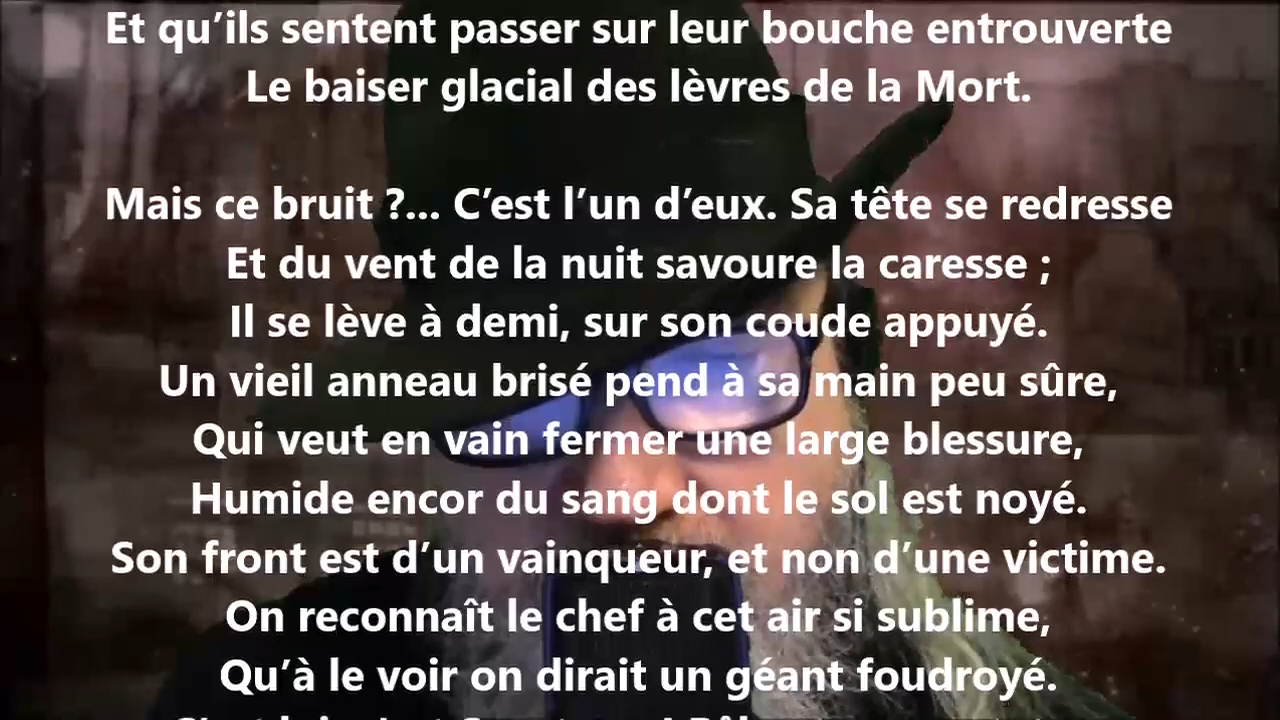 Et qu’ils sentent passer sur leur bouche entrouverte
Le baiser glacial des lèvres de la Mort.
Mais ce bruit ?... C’est l’un d’eux. Sa tête se redresse
Et du vent de la nuit savoure la caresse ;
Il se lève à demi, sur son coude appuyé.
Un vieil anneau brisé pend à sa main peu sûre,
Qui veut en vain fermer une large blessure,
Humide encor du sang dont le sol est noyé.
Son front est d’un vainqueur, et non d’une victime.
On reconnaît le chef à cet air si sublime,
Qu’à le voir on dirait un géant foudroyé.